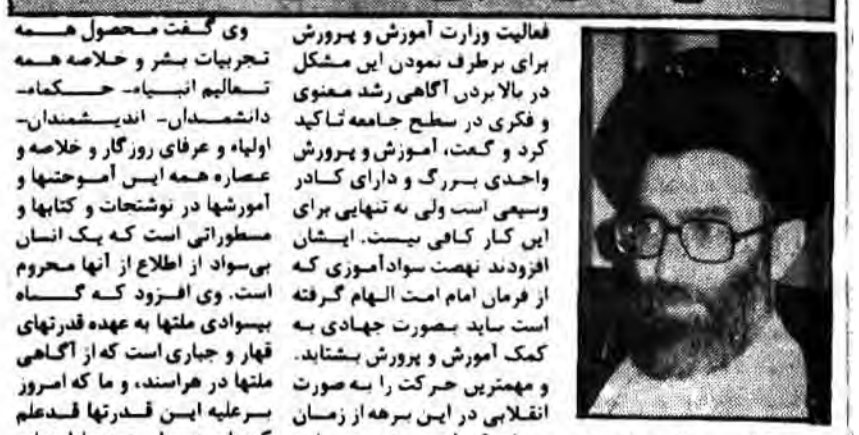 فعالیت وزارت آموزش و پرورش
برای برطرف نمودن این مشکل
در بالا بردن آگاهی رشد معنوی
و فکری در سطح جامعه تاکید
کرد و گفت، آموزش و پرورش
واحدی بزرگ و دارای کادر
وسیعی است ولی به تنهایی برای
این کار کافی نیست. ایشان
افزودند نهضت سوادآموزی که
از فرمان امام امت الهام گرفته
است باید بصورت جهادی به
کمک آموزش و پرورش بشتابد.
و مهمترین حرکت را به صورت
انقلابی در این برهه از زمان
وی گفت محصول همه
تجربیات بشر و خلاصه همه
تعالیم انبیاء- حکماء-
دانشمندان- اندیشمندان-
اولیاء و عرفای روزگار و خلاصه و
عصاره همه این آموختنها و
آموزشها در نوشتجات و کتابها و
مسطوراتی است که یک انسان
بی‌سواد از اطلاع از آنها محروم
است. وی افزود که گناه
بیسوادی ملتها به عهده قدرتهای
قهار و جباری است که از آگاهی
ملتها در هراسند، و ما که امروز
برعلیه این قدرتها قدعلم